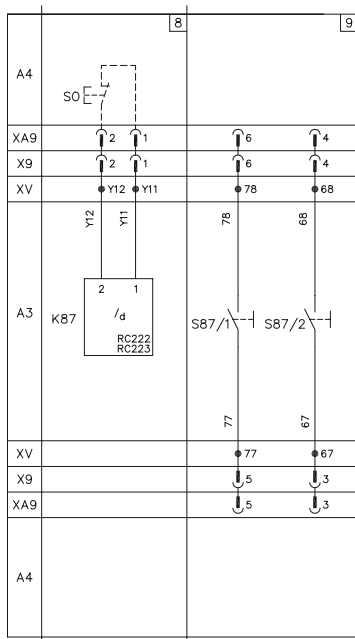 8 9
A4
SO
XA9 2 1 6 4
X9 2 1 6 4
XV Y12 Y11 78 68
Y12 Y11 78 68
2 1
A3 K87 /d S87/1 S87/2
RC222
RC223
77 67
XV 77 67
X9 5 3
XA9 5 3
A4